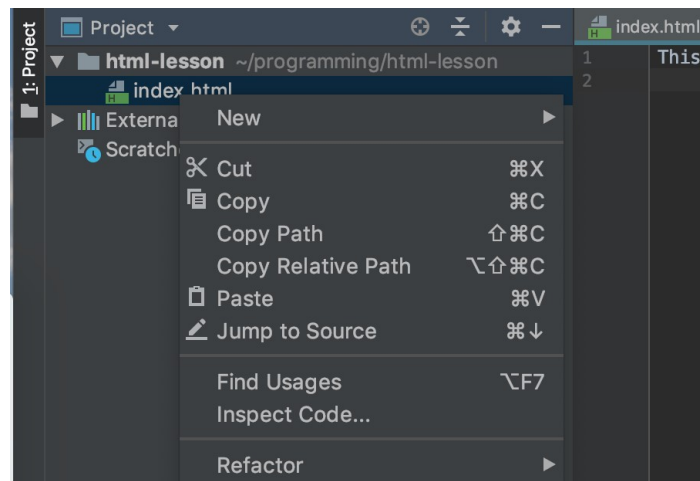 1: Project
Project
index.html
html-lesson ~/programming/html-lesson
1 This
2
index.html
Externa
New
Scratch
Cut ⌘X
Copy ⌘C
Copy Path ⇧⌘C
Copy Relative Path ⌥⇧⌘C
Paste ⌘V
Jump to Source ⌘↓
Find Usages ⌥F7
Inspect Code...
Refactor